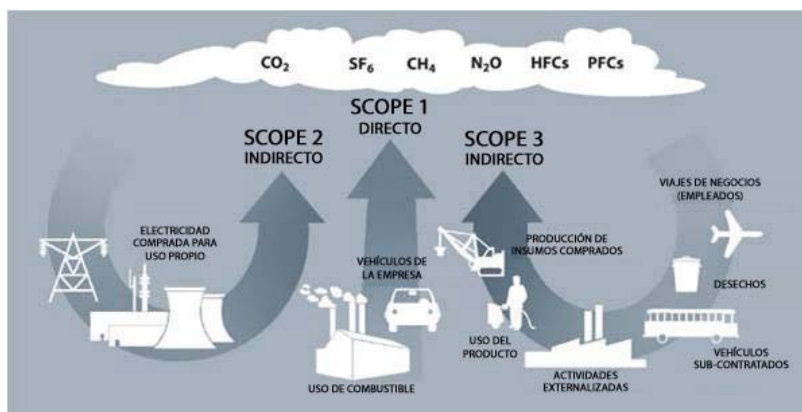 CO₂ SF₆ CH₄ N₂O HFCs PFCs
SCOPE 2
INDIRECTO
SCOPE 1
DIRECTO
SCOPE 3
INDIRECTO
ELECTRICIDAD
COMPRADA PARA
USO PROPIO
VEHÍCULOS DE
LA EMPRESA
USO DE COMBUSTIBLE
PRODUCCIÓN DE
INSUMOS COMPRADOS
USO DEL
PRODUCTO
ACTIVIDADES
EXTERNALIZADAS
VIAJES DE NEGOCIOS
(EMPLEADOS)
DESECHOS
VEHÍCULOS
SUB-CONTRATADOS